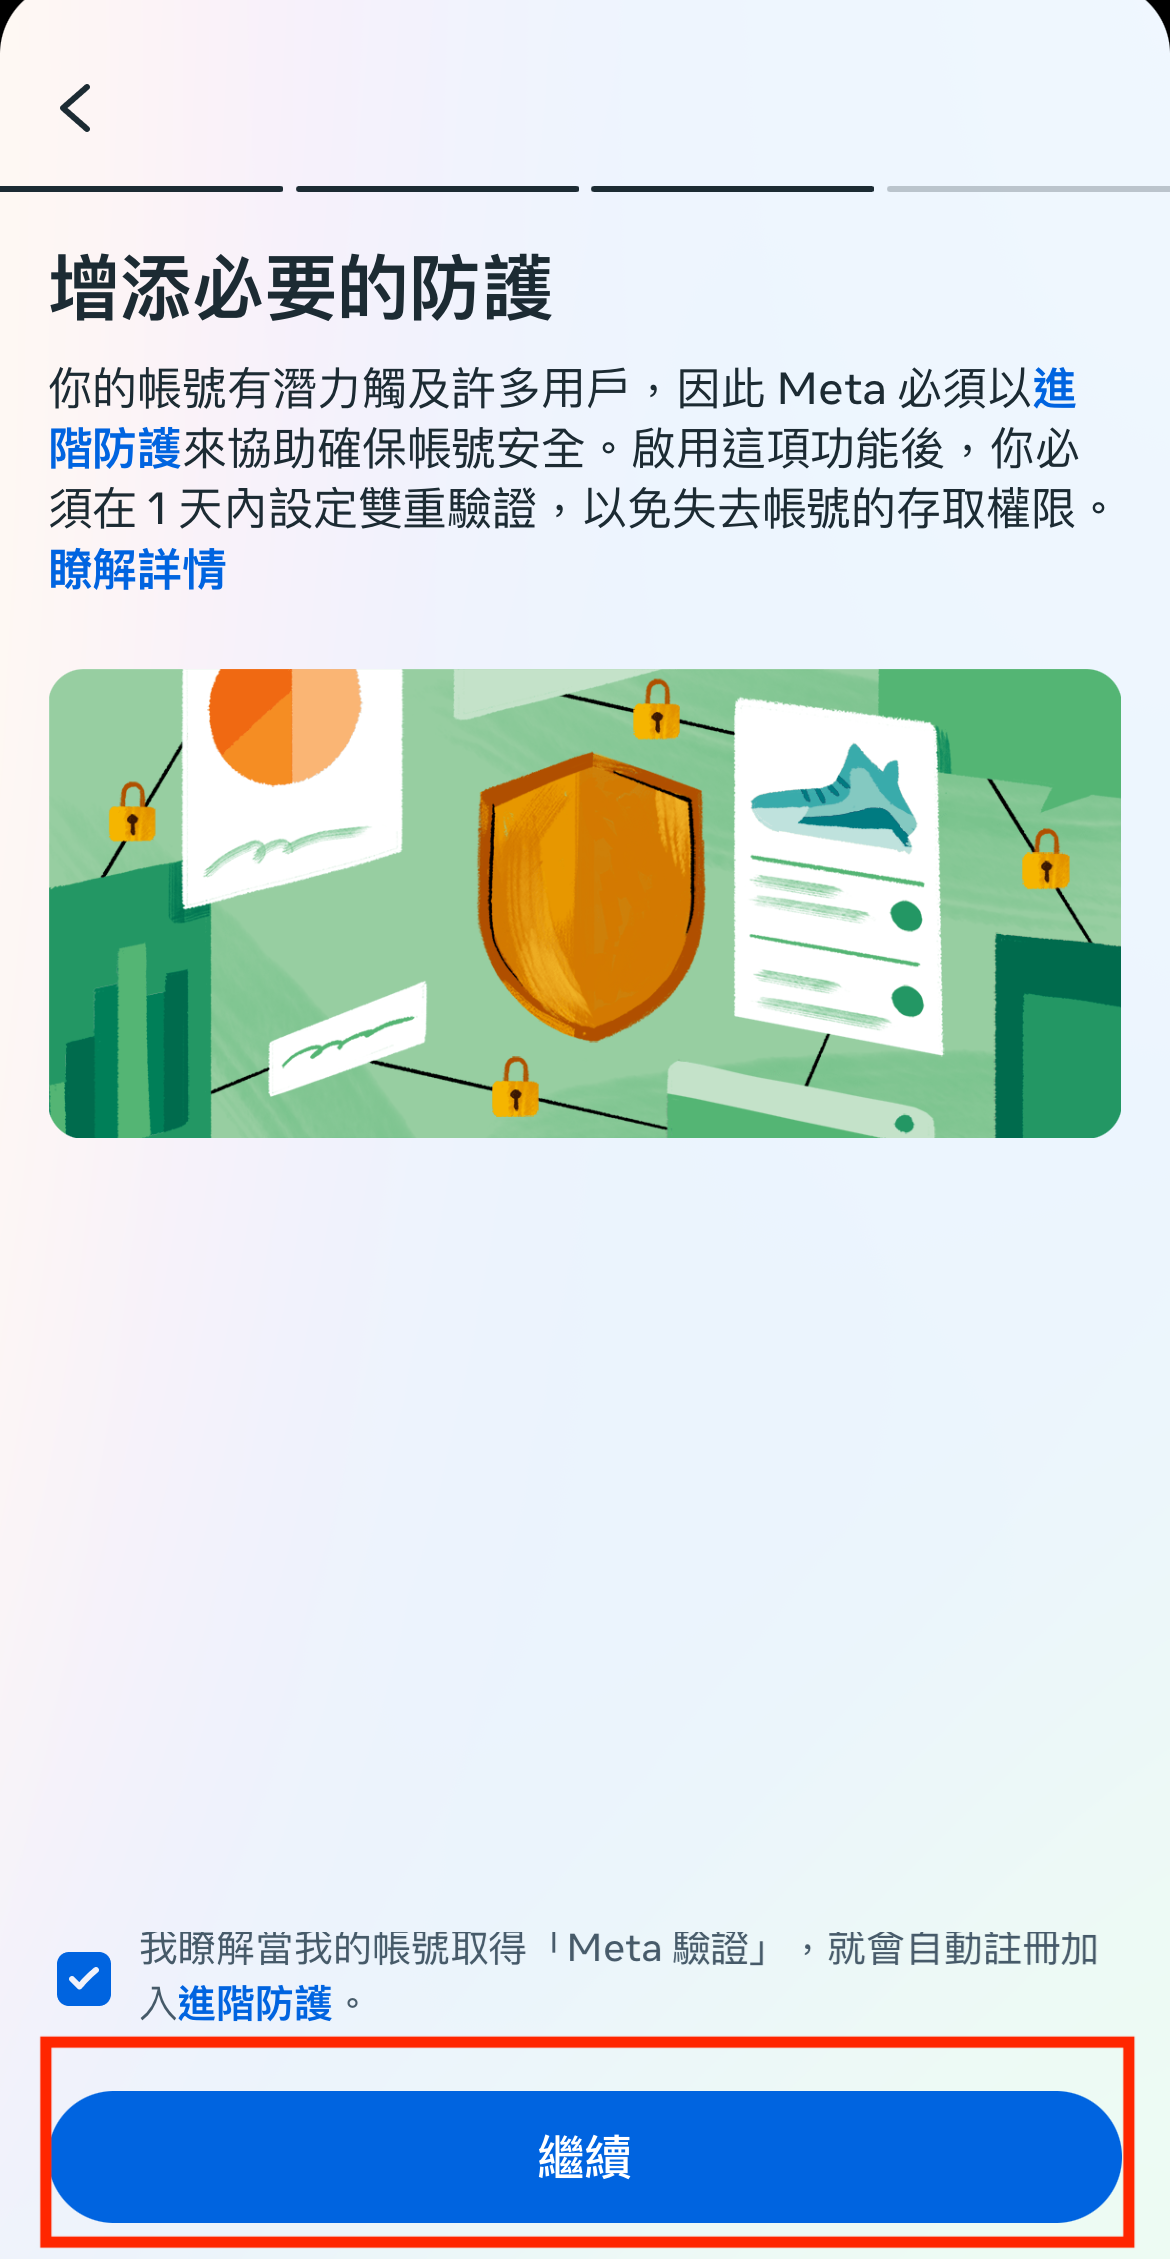 增添必要的防護
你的帳號有潛力觸及許多用戶，因此 Meta 必須以進
階防護來協助確保帳號安全。啟用這項功能後，你必
須在 1 天內設定雙重驗證，以免失去帳號的存取權限。
瞭解詳情
我瞭解當我的帳號取得「Meta 驗證」，就會自動註冊加
入進階防護。
繼續